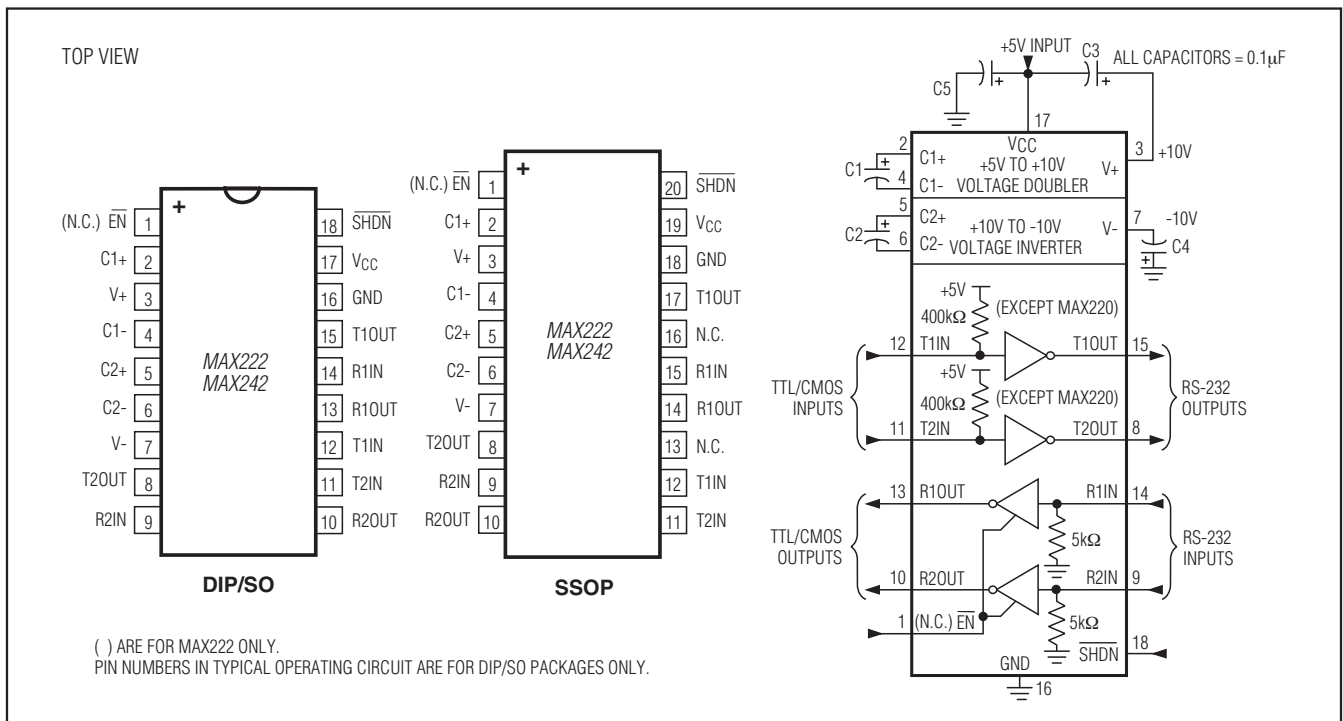 TOP VIEW
+
(N.C.) EN 1
C1+ 2
V+ 3
C1- 4
C2+ 5
C2- 6
V- 7
T2OUT 8
R2IN 9
MAX222
MAX242
18 SHDN
17 VCC
16 GND
15 T1OUT
14 R1IN
13 R1OUT
12 T1IN
11 T2IN
10 R2OUT
DIP/SO
+
(N.C.) EN 1
C1+ 2
V+ 3
C1- 4
C2+ 5
C2- 6
V- 7
T2OUT 8
R2IN 9
R2OUT 10
MAX222
MAX242
20 SHDN
19 VCC
18 GND
17 T1OUT
16 N.C.
15 R1IN
14 R1OUT
13 N.C.
12 T1IN
11 T2IN
SSOP
( ) ARE FOR MAX222 ONLY.
PIN NUMBERS IN TYPICAL OPERATING CIRCUIT ARE FOR DIP/SO PACKAGES ONLY.
+5V INPUT C3 ALL CAPACITORS = 0.1µF
C5 + +
17
2 C1+ VCC 3 +10V
C1 + +5V TO +10V V+
4 C1- VOLTAGE DOUBLER
5 C2+ 7 -10V
C2 + +10V TO -10V V-
6 C2- VOLTAGE INVERTER C4
+
+5V
400kΩ (EXCEPT MAX220)
12 T1IN T1OUT 15
+5V
TTL/CMOS INPUTS
400kΩ (EXCEPT MAX220)
RS-232 OUTPUTS
11 T2IN T2OUT 8
13 R1OUT R1IN 14
TTL/CMOS OUTPUTS
5kΩ
RS-232 INPUTS
10 R2OUT R2IN 9
1 (N.C.) EN 5kΩ
SHDN 18
GND
16